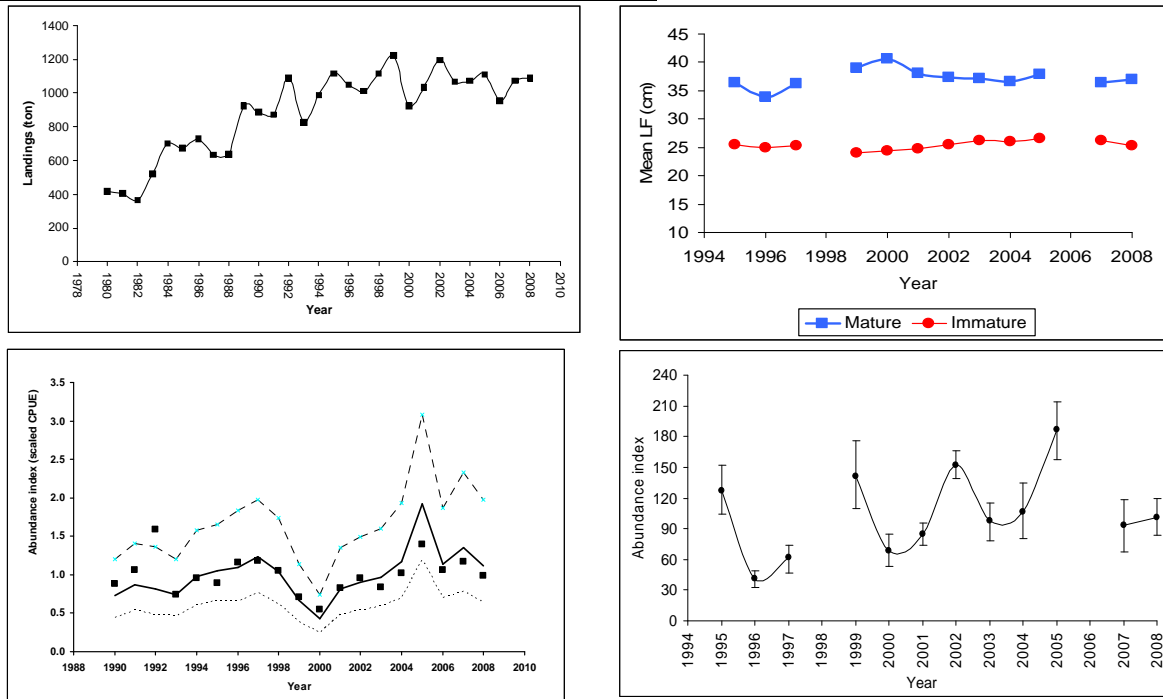 1400
1200
1000
800
600
400
200
0
Landings (ton)
1978 1980 1982 1984 1986 1988 1990 1992 1994 1996 1998 2000 2002 2004 2006 2008 2010
Year
45
40
35
30
25
20
15
10
Mean LF (cm)
1994 1996 1998 2000 2002 2004 2006 2008
Year
Mature Immature
3.5
3.0
2.5
2.0
1.5
1.0
0.5
0.0
Abundance index (scaled CPUE)
1988 1990 1992 1994 1996 1998 2000 2002 2004 2006 2008 2010
Year
240
210
180
150
120
90
60
30
0
Abundance index
1994 1995 1996 1997 1998 1999 2000 2001 2002 2003 2004 2005 2006 2007 2008
Year